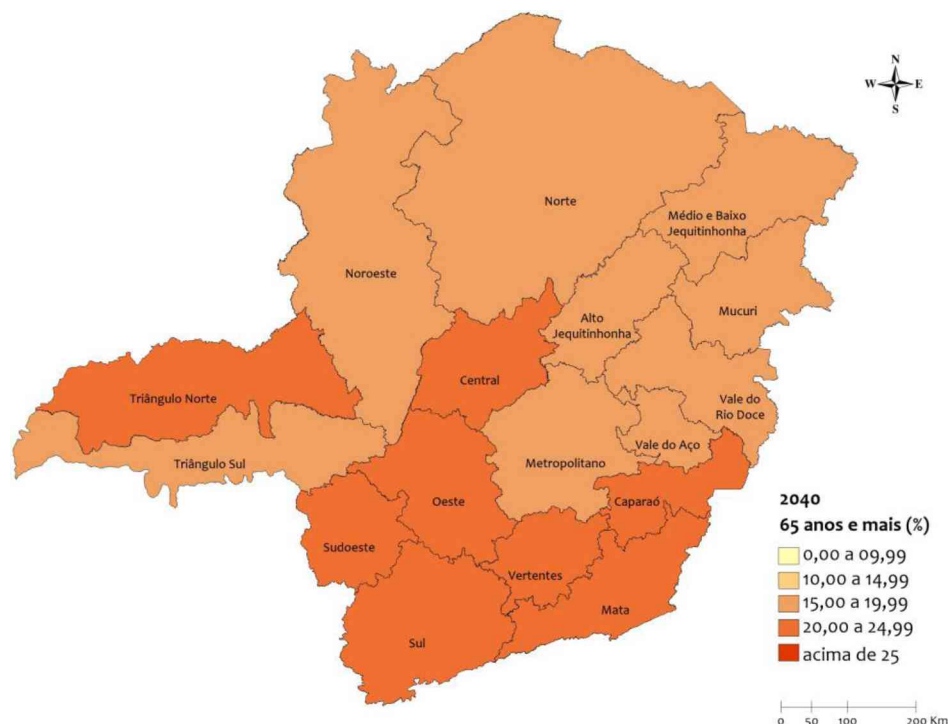 N
W E
S
Norte
Médio e Baixo
Jequitinhonha
Noroeste
Mucuri
Alto
Jequitinhonha
Central
Triângulo Norte
Vale do
Rio Doce
Vale do Aço
Metropolitano
Triângulo Sul
Oeste
Caparaó
Sudoeste
Vertentes
Mata
Sul
2040
65 anos e mais (%)
0,00 a 09,99
10,00 a 14,99
15,00 a 19,99
20,00 a 24,99
acima de 25
0 50 100 200 Km